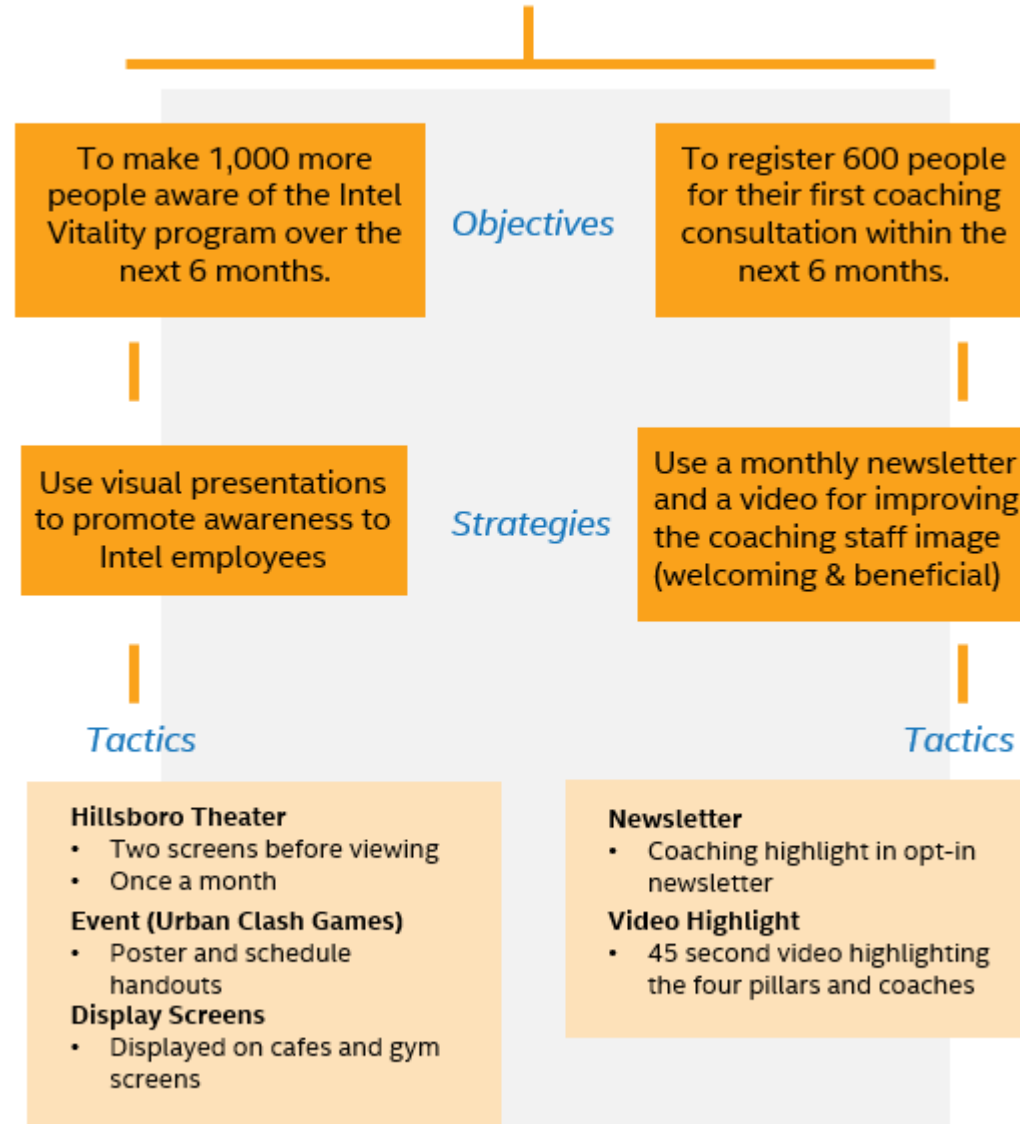 To make 1,000 more
people aware of the Intel
Vitality program over the
next 6 months.
Objectives
To register 600 people
for their first coaching
consultation within the
next 6 months.
Use visual presentations
to promote awareness to
Intel employees
Strategies
Use a monthly newsletter
and a video for improving
the coaching staff image
(welcoming & beneficial)
Tactics
Hillsboro Theater
• Two screens before viewing
• Once a month
Event (Urban Clash Games)
• Poster and schedule
handouts
Display Screens
• Displayed on cafes and gym
screens
Tactics
Newsletter
• Coaching highlight in opt-in
newsletter
Video Highlight
• 45 second video highlighting
the four pillars and coaches